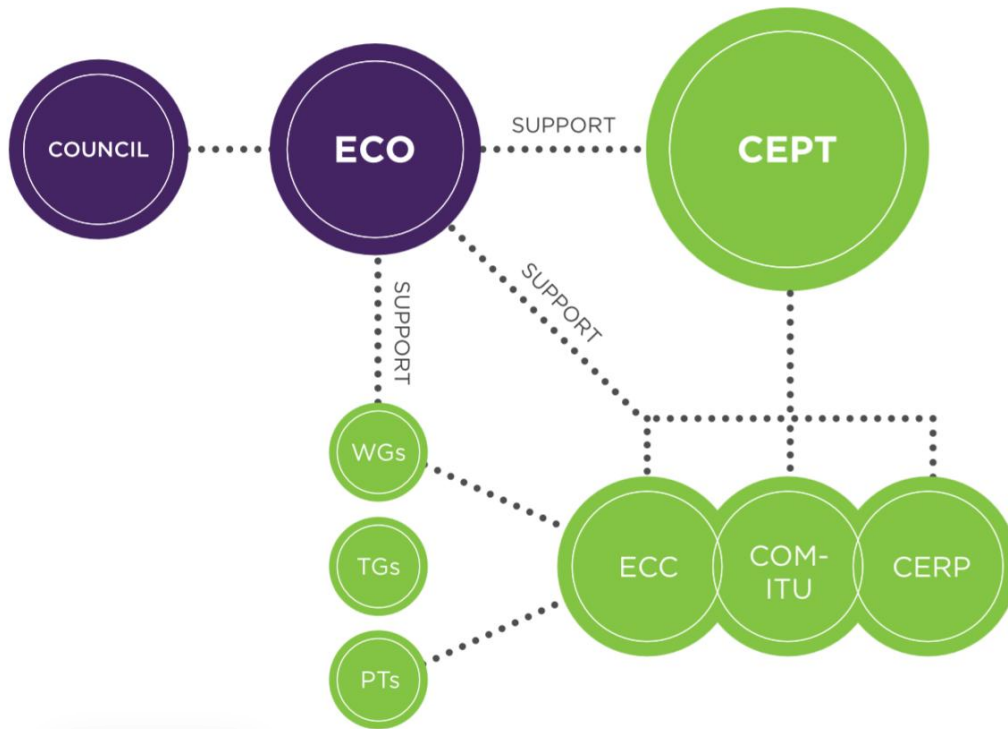 COUNCIL
ECO
SUPPORT
CEPT
SUPPORT
SUPPORT
WGs
TGs
PTs
ECC
COM-
ITU
CERP